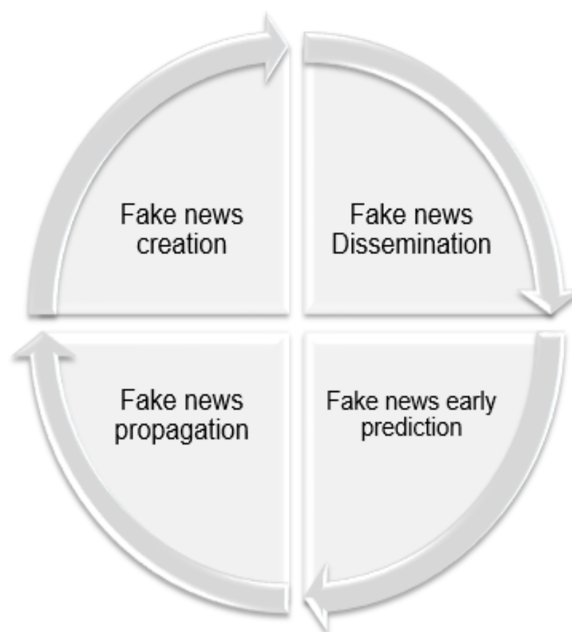 Fake news
creation
Fake news
Dissemination
Fake news
propagation
Fake news early
prediction